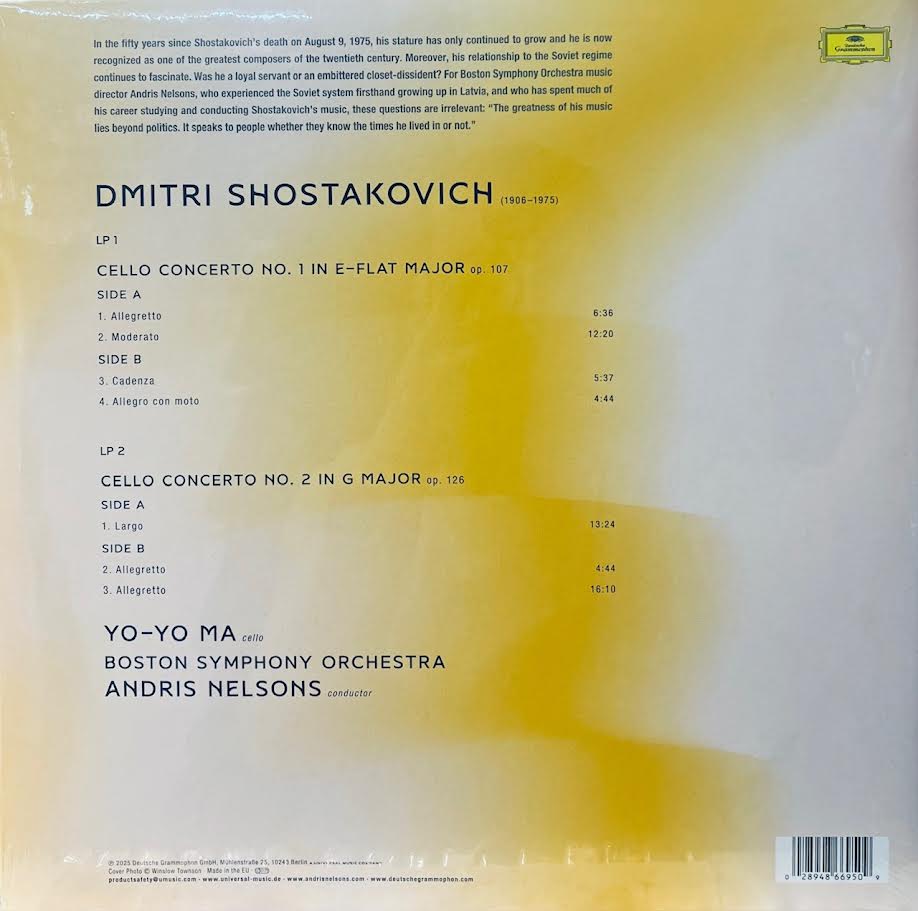 In the fifty years since Shostakovich's death on August 9, 1975, his stature has only continued to grow and he is now
recognized as one of the greatest composers of the twentieth century. Moreover, his relationship to the Soviet regime
continues to fascinate. Was he a loyal servant or an embittered closet-dissident? For Boston Symphony Orchestra music
director Andris Nelsons, who experienced the Soviet system firsthand growing up in Latvia, and who has spent much of
his career studying and conducting Shostakovich's music, these questions are irrelevant: “The greatness of his music
lies beyond politics. It speaks to people whether they know the times he lived in or not.”
Deutsche
Grammophon
DMITRI SHOSTAKOVICH (1906–1975)
LP 1
CELLO CONCERTO NO. 1 IN E–FLAT MAJOR op. 107
SIDE A
1. Allegretto 6:36
2. Moderato 12:20
SIDE B
3. Cadenza 5:37
4. Allegro con moto 4:44
LP 2
CELLO CONCERTO NO. 2 IN G MAJOR op. 126
SIDE A
1. Largo 13:24
SIDE B
2. Allegretto 4:44
3. Allegretto 16:10
YO–YO MA cello
BOSTON SYMPHONY ORCHESTRA
ANDRIS NELSONS conductor
℗ 2025 Deutsche Grammophon GmbH, Mühlenstraße 25, 10243 Berlin
Cover Photo © Winslow Townson · Made in the EU
productsafety@umusic.com · www.universal-music.de · www.andrisnelsons.com · www.deutschegrammophon.com
0 28948 66950 9